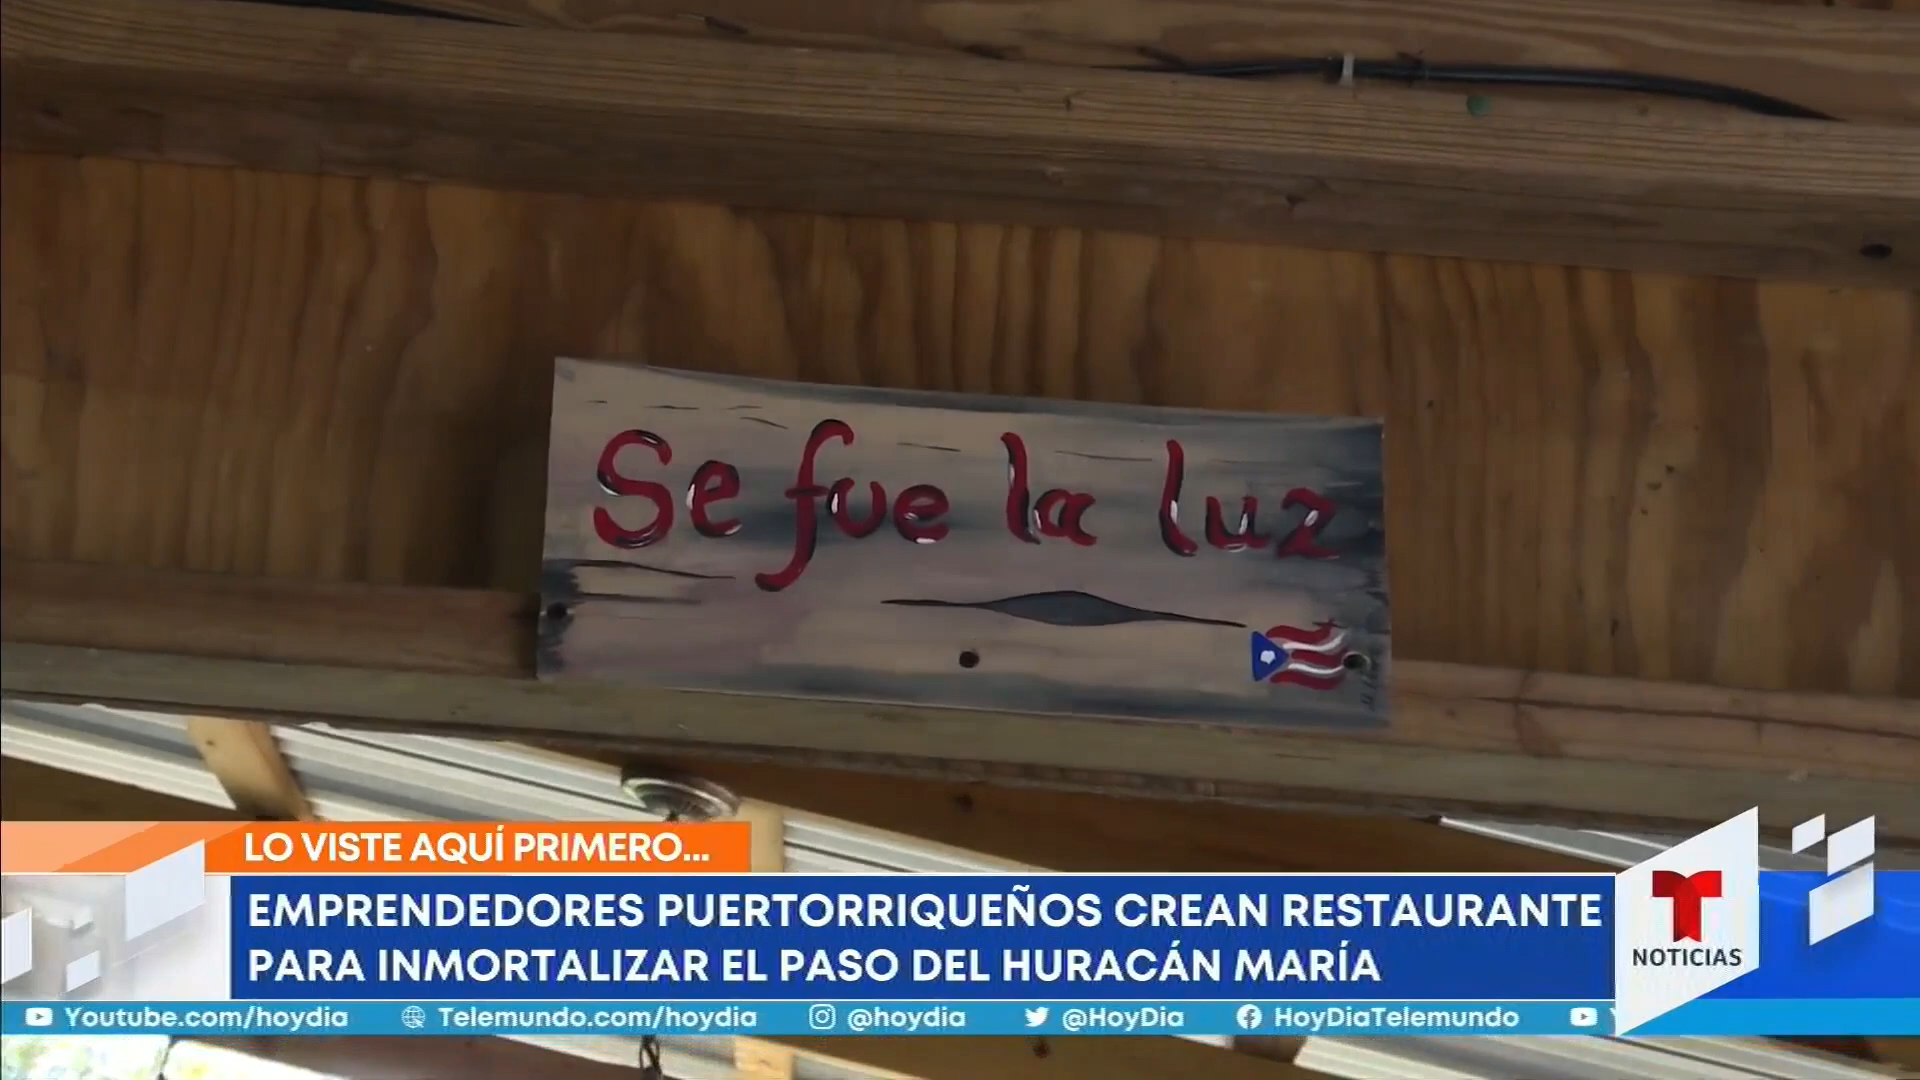 Se fue la luz
LO VISTE AQUÍ PRIMERO...
EMPRENDEDORES PUERTORRIQUEÑOS CREAN RESTAURANTE
PARA INMORTALIZAR EL PASO DEL HURACÁN MARÍA
NOTICIAS
Youtube.com/hoydia Telemundo.com/hoydia @hoydia @HoyDia HoyDiaTelemundo